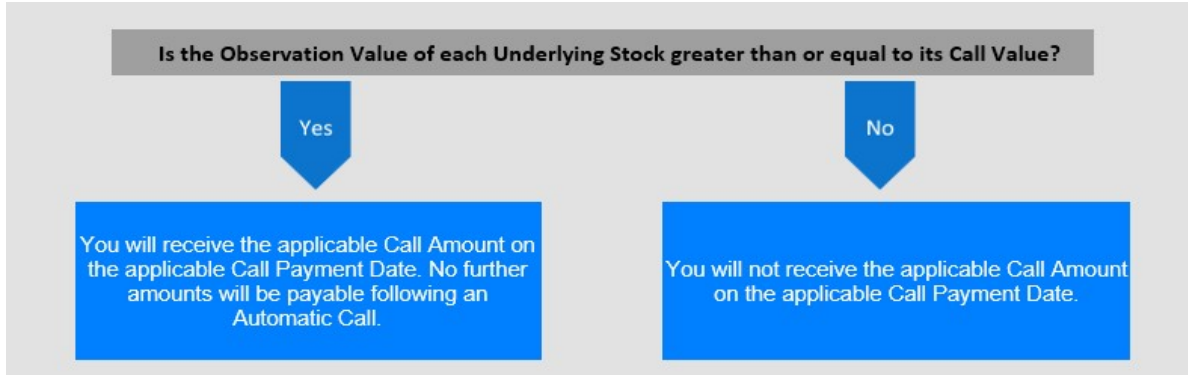 Is the Observation Value of each Underlying Stock greater than or equal to its Call Value?
Yes
No
You will receive the applicable Call Amount on
the applicable Call Payment Date. No further
amounts will be payable following an
Automatic Call.
You will not receive the applicable Call Amount
on the applicable Call Payment Date.